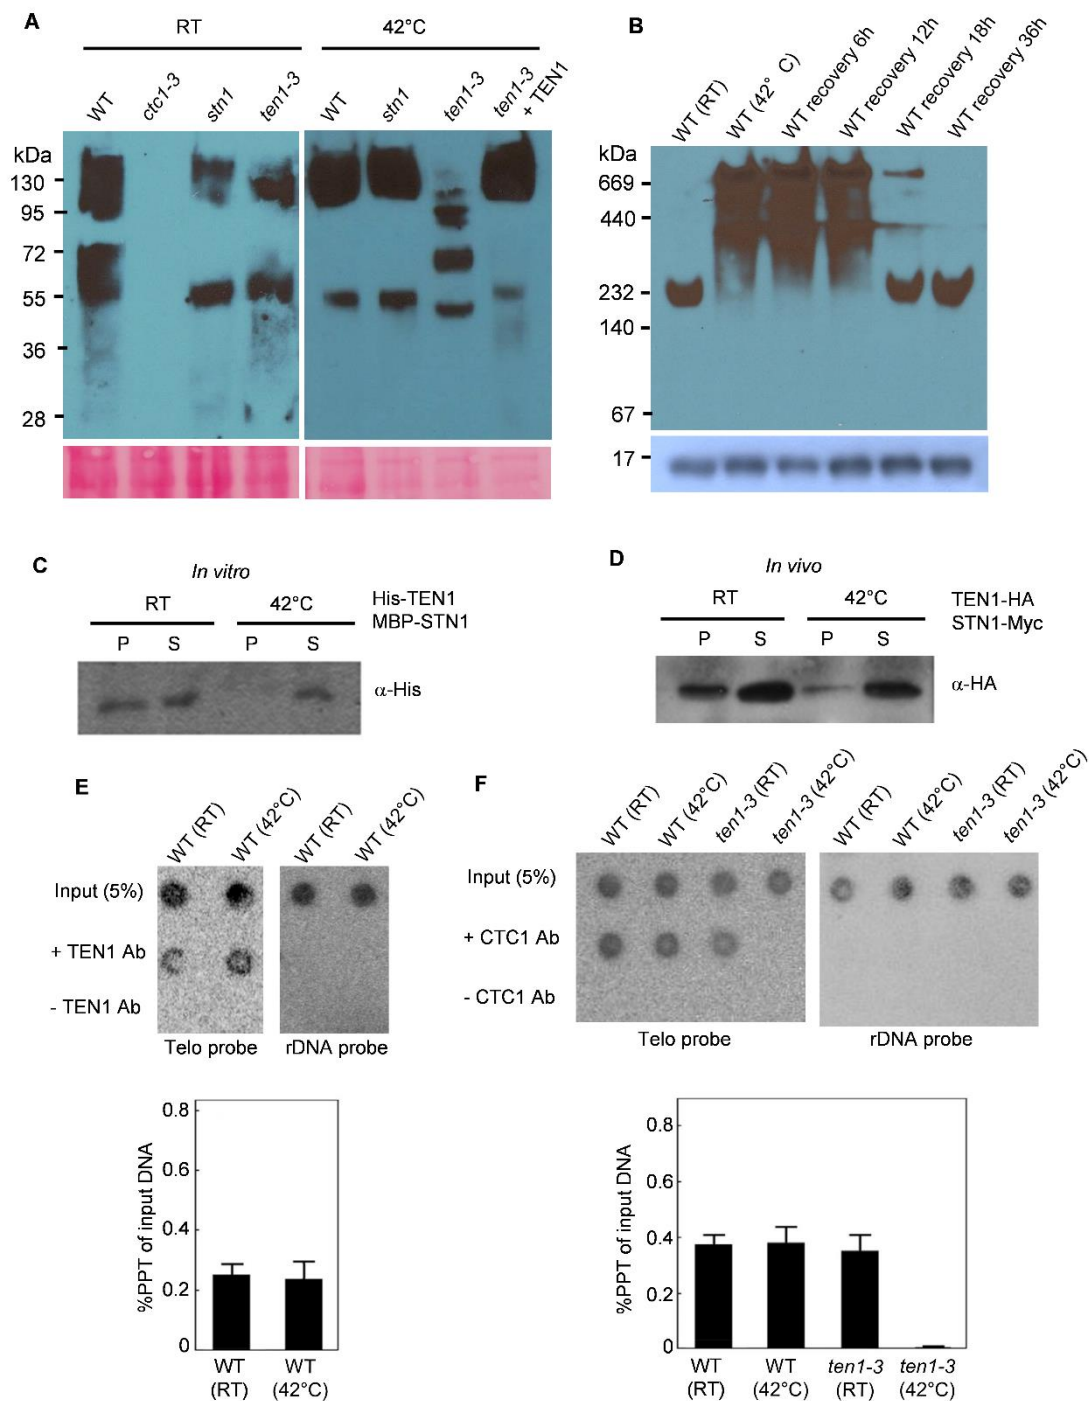 A
RT
42°C
WT
ctc1-3
stn1
ten1-3
WT
stn1
ten1-3
ten1-3
+ TEN1
kDa
130
95
72
55
36
28
B
WT (RT)
WT (42° C)
WT recovery 6h
WT recovery 12h
WT recovery 18h
WT recovery 36h
kDa
669
440
232
140
67
17
C
In vitro
RT
42°C
His-TEN1
MBP-STN1
P
S
P
S
α-His
D
In vivo
RT
42°C
TEN1-HA
STN1-Myc
P
S
P
S
α-HA
E
WT (RT)
WT (42°C)
WT (RT)
WT (42°C)
Input (5%)
+ TEN1 Ab
- TEN1 Ab
Telo probe
rDNA probe
%PPT of input DNA
0.8
0.6
0.4
0.2
0
WT
(RT)
WT
(42°C)
F
WT (RT)
WT (42°C)
ten1-3 (RT)
ten1-3 (42°C)
WT (RT)
WT (42°C)
ten1-3 (RT)
ten1-3 (42°C)
Input (5%)
+ CTC1 Ab
- CTC1 Ab
Telo probe
rDNA probe
%PPT of input DNA
0.8
0.6
0.4
0.2
0
WT
(RT)
WT
(42°C)
ten1-3
(RT)
ten1-3
(42°C)